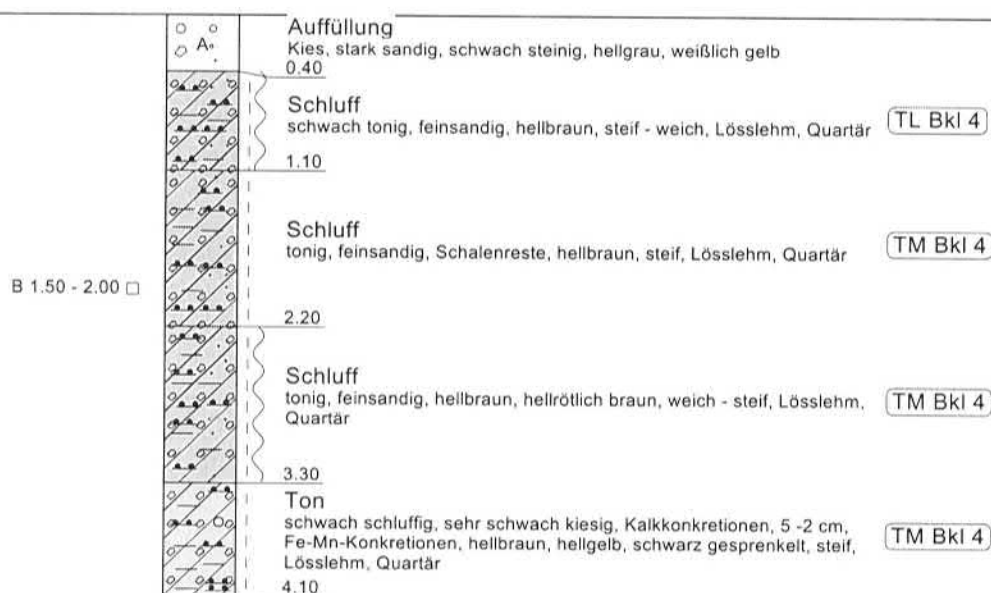 Auffüllung
A
Kies, stark sandig, schwach steinig, hellgrau, weißlich gelb
0.40
Schluff
schwach tonig, feinsandig, hellbraun, steif - weich, Lösslehm, Quartär
TL Bkl 4
1.10
Schluff
tonig, feinsandig, Schalenreste, hellbraun, steif, Lösslehm, Quartär
TM Bkl 4
B 1.50 - 2.00
2.20
Schluff
tonig, feinsandig, hellbraun, hellrötlich braun, weich - steif, Lösslehm,
Quartär
TM Bkl 4
3.30
Ton
schwach schluffig, sehr schwach kiesig, Kalkkonkretionen, 5 -2 cm,
Fe-Mn-Konkretionen, hellbraun, hellgelb, schwarz gesprenkelt, steif,
Lösslehm, Quartär
TM Bkl 4
4.10